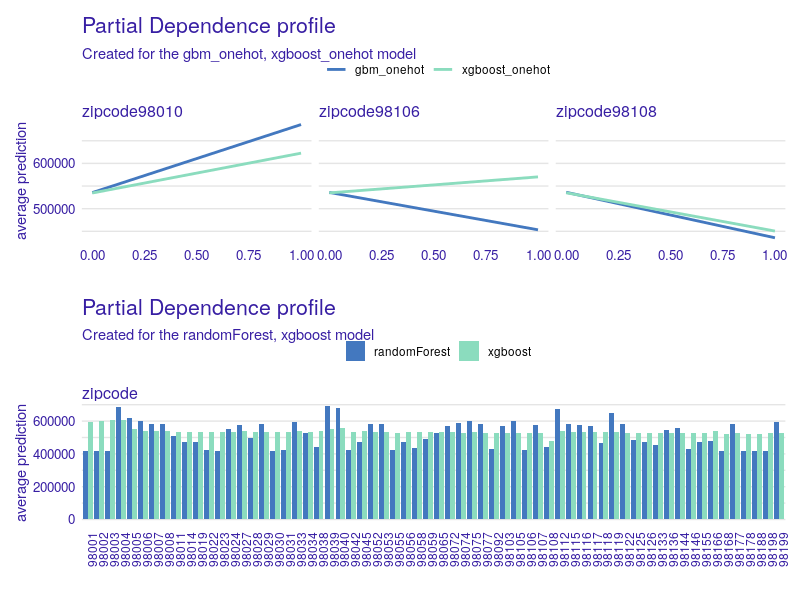 Partial Dependence profile
Created for the gbm_onehot, xgboost_onehot model
gbm_onehot xgboost_onehot
zipcode98010 zipcode98106 zipcode98108
average prediction
600000
500000
0.00 0.25 0.50 0.75 1.00 0.00 0.25 0.50 0.75 1.00 0.00 0.25 0.50 0.75 1.00
Partial Dependence profile
Created for the randomForest, xgboost model
randomForest xgboost
zipcode
average prediction
600000
400000
200000
0
98001 98002 98003 98004 98005 98006 98007 98008 98011 98014 98019 98022 98023 98024 98027 98028 98029 98030 98031 98033 98034 98038 98039 98040 98042 98045 98052 98053 98055 98056 98058 98059 98065 98072 98074 98075 98077 98092 98103 98105 98106 98107 98108 98112 98115 98116 98117 98118 98119 98122 98125 98126 98133 98136 98144 98146 98155 98166 98168 98177 98178 98188 98198 98199